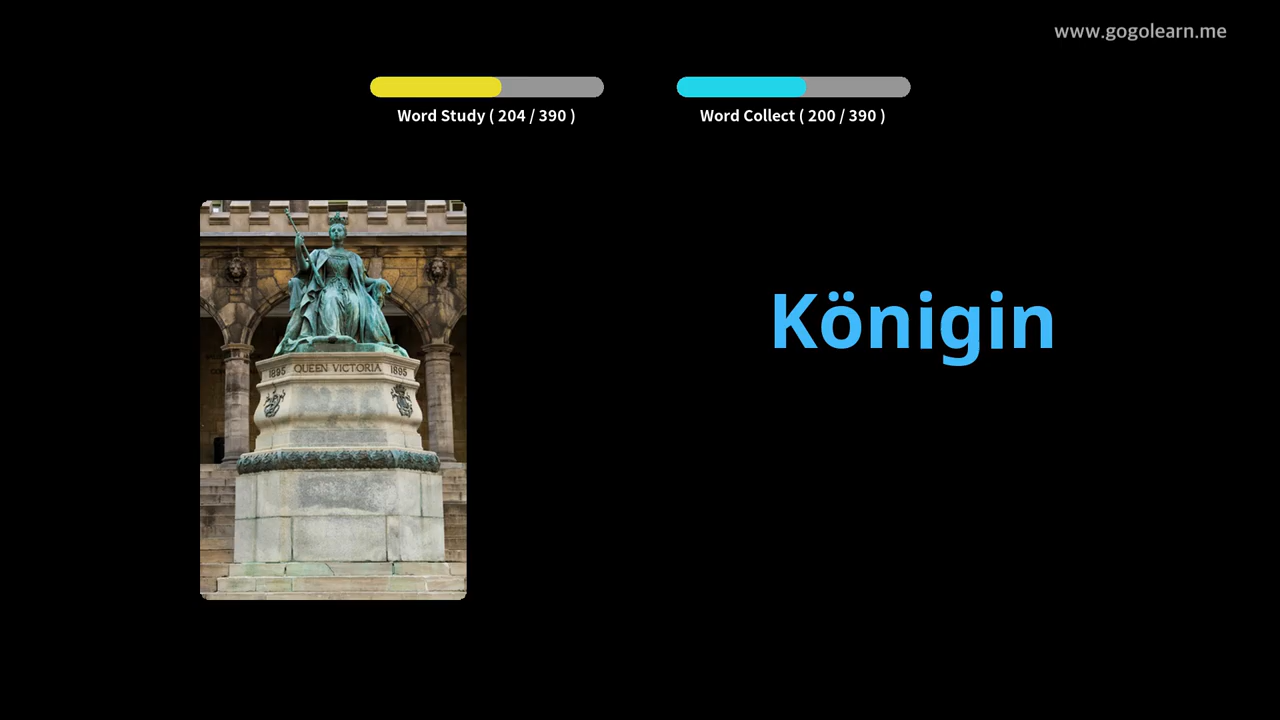 www.gogolearn.me
Word Study ( 204 / 390 )
Word Collect ( 200 / 390 )
Königin
1895 QUEEN VICTORIA 1895